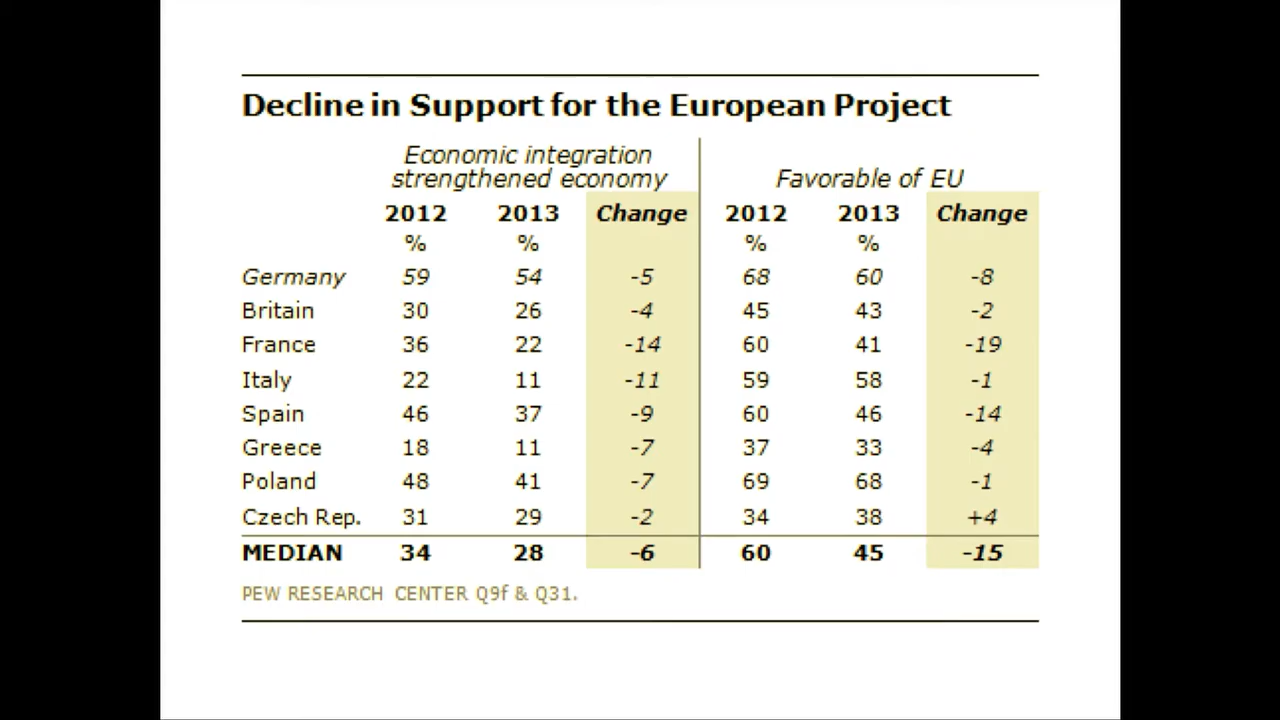 Decline in Support for the European Project
Economic integration
strengthened economy
Favorable of EU
2012 2013 Change 2012 2013 Change
% % % %
Germany 59 54 -5 68 60 -8
Britain 30 26 -4 45 43 -2
France 36 22 -14 60 41 -19
Italy 22 11 -11 59 58 -1
Spain 46 37 -9 60 46 -14
Greece 18 11 -7 37 33 -4
Poland 48 41 -7 69 68 -1
Czech Rep. 31 29 -2 34 38 +4
MEDIAN 34 28 -6 60 45 -15
PEW RESEARCH CENTER Q9f & Q31.